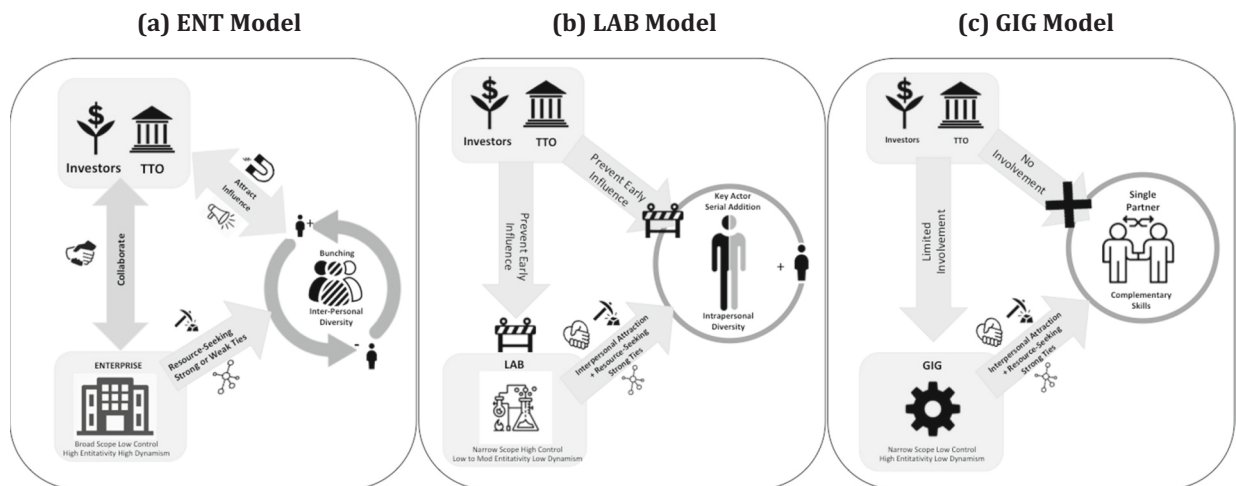 (a) ENT Model
$
Investors
TTO
Attract
Influence
Collaborate
+
Bunching
Inter-Personal
Diversity
-
Resource-Seeking
Strong or Weak Ties
ENTERPRISE
Broad Scope Low Control
High Entitativity High Dynamism
(b) LAB Model
$
Investors
TTO
Prevent Early
Influence
Prevent Early
Influence
Key Actor
Serial Addition
+
Intrapersonal
Diversity
Interpersonal Attraction
+ Resource-Seeking
Strong Ties
LAB
Narrow Scope High Control
Low to Mod Entitativity Low Dynamism
(c) GIG Model
$
Investors
TTO
No
Involvement
Limited
Involvement
Single
Partner
Complementary
Skills
Interpersonal Attraction
+ Resource-Seeking
Strong Ties
GIG
Narrow Scope Low Control
High Entitativity Low Dynamism